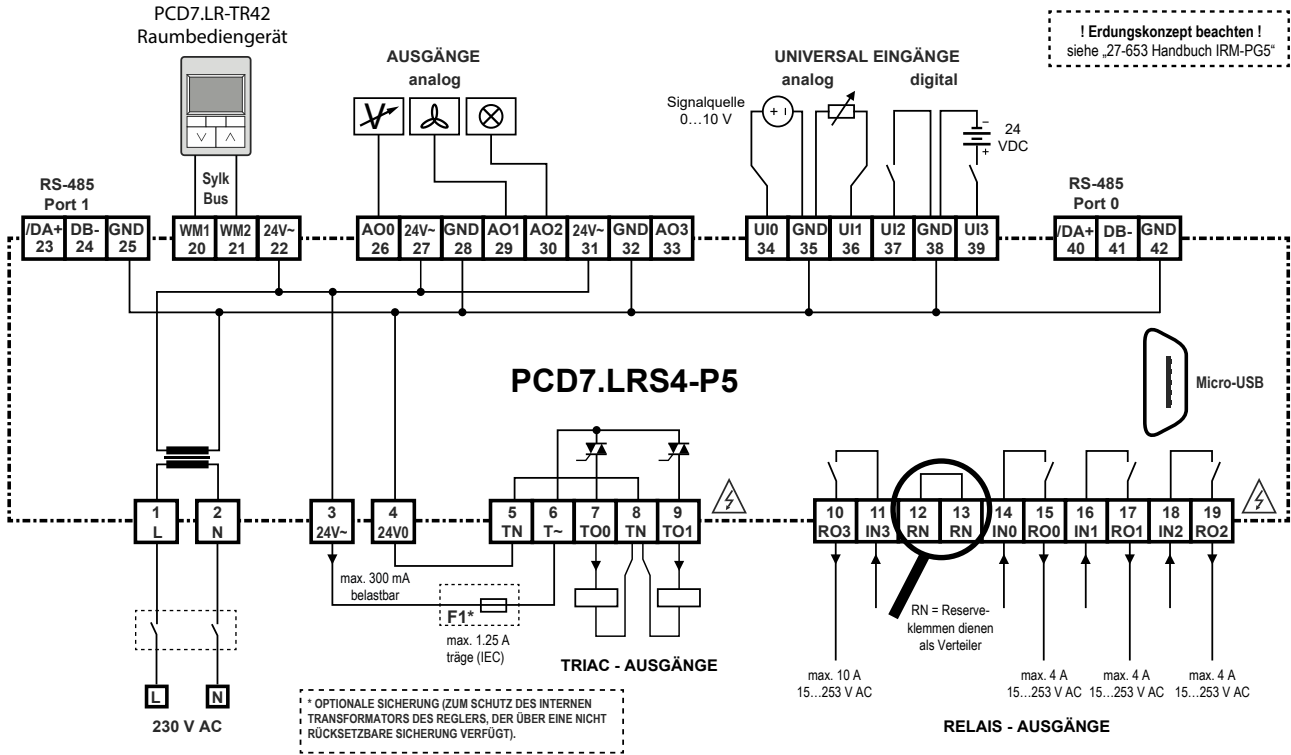 PCD7.LR-TR42
Raumbediengerät
! Erdungskonzept beachten !
siehe „27-653 Handbuch IRM-PG5“
AUSGÄNGE
analog
UNIVERSAL EINGÄNGE
analog digital
Signalquelle
0...10 V
24
VDC
Sylk
Bus
RS-485
Port 1
RS-485
Port 0
/DA+ DB- GND WM1 WM2 24V~ AO0 24V~ GND AO1 AO2 24V~ GND AO3 UI0 GND UI1 UI2 GND UI3 /DA+ DB- GND
23 24 25 20 21 22 26 27 28 29 30 31 32 33 34 35 36 37 38 39 40 41 42
PCD7.LRS4-P5
Micro-USB
1 2 3 4 5 6 7 8 9 10 11 12 13 14 15 16 17 18 19
L N 24V~ 24V0 TN T~ TO0 TN TO1 RO3 IN3 RN RN IN0 RO0 IN1 RO1 IN2 RO2
max. 300 mA
belastbar
F1*
max. 1.25 A
träge (IEC)
TRIAC - AUSGÄNGE
RN = Reserve-
klemmen dienen
als Verteiler
max. 10 A
15...253 V AC
max. 4 A
15...253 V AC
max. 4 A
15...253 V AC
max. 4 A
15...253 V AC
L N
230 V AC
* OPTIONALE SICHERUNG (ZUM SCHUTZ DES INTERNEN
TRANSFORMATORS DES REGLERS, DER ÜBER EINE NICHT
RÜCKSETZBARE SICHERUNG VERFÜGT).
RELAIS - AUSGÄNGE